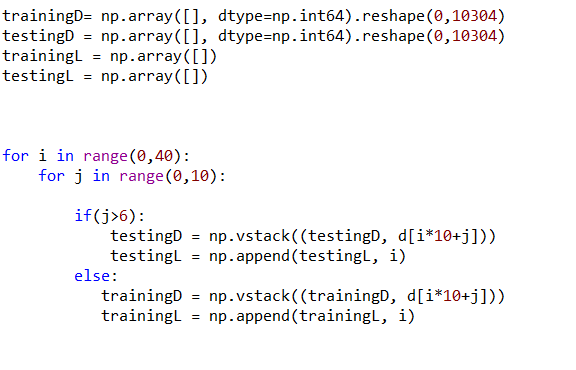 trainingD= np.array([], dtype=np.int64).reshape(0,10304)
testingD = np.array([], dtype=np.int64).reshape(0,10304)
trainingL = np.array([])
testingL = np.array([])
for i in range(0,40):
    for j in range(0,10):
        if(j>6):
            testingD = np.vstack((testingD, d[i*10+j]))
            testingL = np.append(testingL, i)
        else:
           trainingD = np.vstack((trainingD, d[i*10+j]))
           trainingL = np.append(trainingL, i)